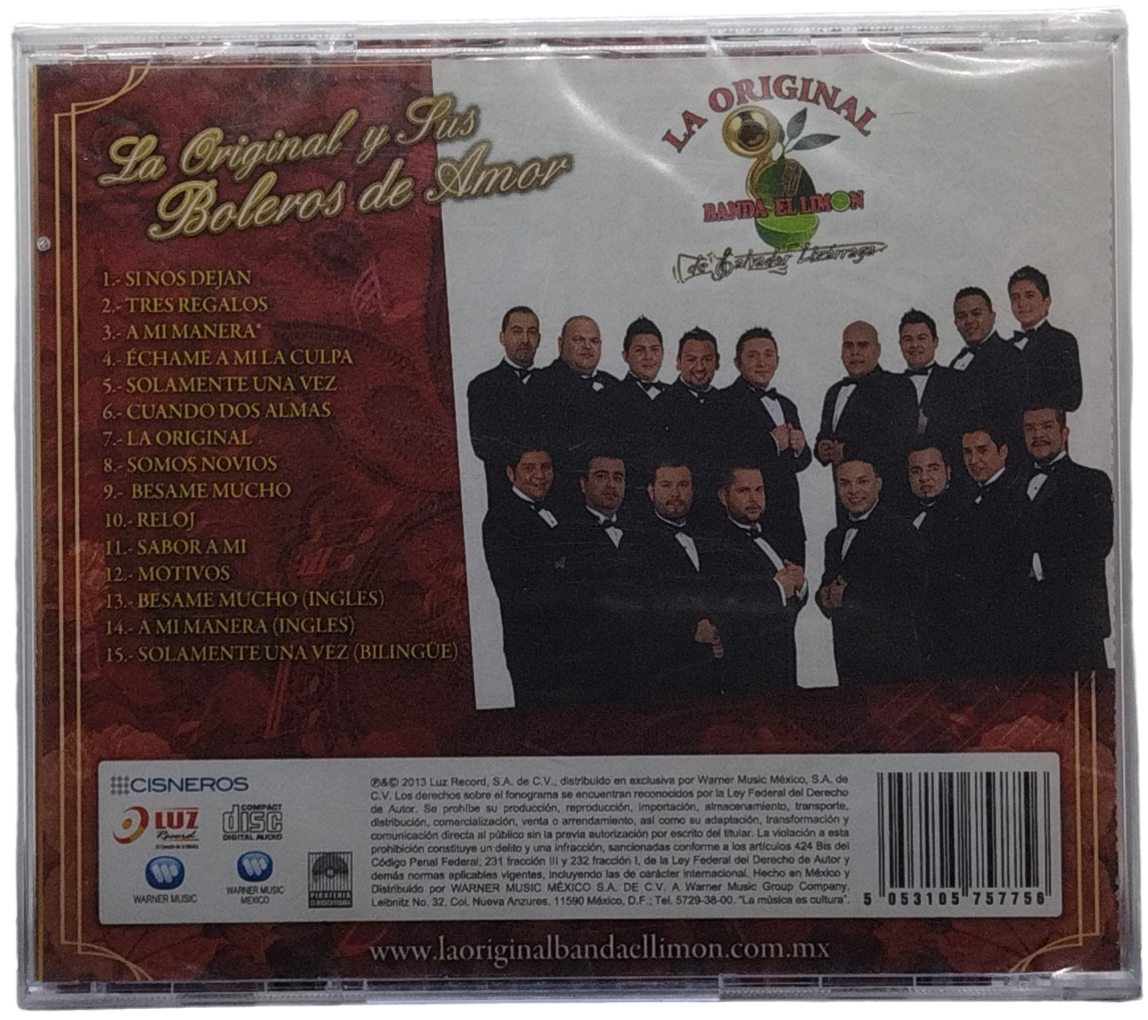 La Original y Sus
Boleros de Amor
LA ORIGINAL
BANDA EL LIMÓN
de Salvador Lizárraga
1.- SI NOS DEJAN
2.- TRES REGALOS
3.- A MI MANERA*
4.- ÉCHAME A MI LA CULPA
5.- SOLAMENTE UNA VEZ
6.- CUANDO DOS ALMAS
7.- LA ORIGINAL
8.- SOMOS NOVIOS
9.- BESAME MUCHO
10.- RELOJ
11.- SABOR A MI
12.- MOTIVOS
13.- BESAME MUCHO (INGLES)
14.- A MI MANERA (INGLES)
15.- SOLAMENTE UNA VEZ (BILINGÜE)
CISNEROS
LUZ
Record
COMPACT
disc
DIGITAL AUDIO
WARNER MUSIC
WARNER MUSIC
MÉXICO
℗&© 2013 Luz Record, S.A. de C.V., distribuido en exclusiva por Warner Music México, S.A. de
C.V. Los derechos sobre el fonograma se encuentran reconocidos por la Ley Federal del Derecho
de Autor. Se prohíbe su producción, reproducción, importación, almacenamiento, transporte,
distribución, comercialización, venta o arrendamiento, así como su adaptación, transformación y
comunicación directa al público sin la previa autorización por escrito del titular. La violación a esta
prohibición constituye un delito y una infracción, sancionadas conforme a los artículos 424 Bis del
Código Penal Federal; 231 fracción III y 232 fracción I, de la Ley Federal del Derecho de Autor y
demás normas aplicables vigentes, incluyendo las de carácter internacional. Hecho en México y
Distribuido por WARNER MUSIC MÉXICO S.A. DE C.V. A Warner Music Group Company.
Leibnitz No. 32, Col. Nueva Anzures. 11590 México, D.F.; Tel. 5729-38-00. "La música es cultura".
5 053105 757756
www.laoriginalbandaellimon.com.mx